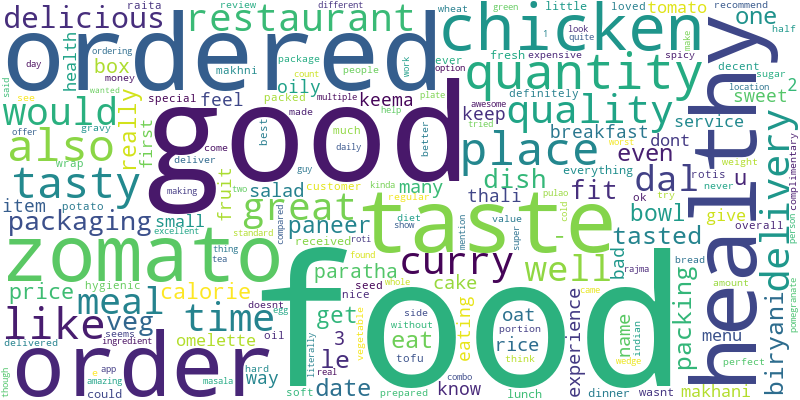 delicious
raita
restaurant
review
different
wheat
green
little
loved
tomato
recommend
one
half
ordered
chicken
health
ordering
box
money
makhni
day
said
package
people
count
work
ever
option
fresh
expensive
look
quite
1
spicy
make
decent
location
sugar
sweet
2
quantity
definitely
oily
keema
special
feel
packed
multiple
plate
awesome
tried
quality
service
would
offer
see
wanted
gravy
really
first
come
made
best
good
much
help
better
keep
breakfast
dont
worst
also
wrap
deliver
guy
daily
place
even
everything
weight
rotis
never
complimentary
healthy
delivery
tasty
making
fruit
salad
two
customer
kinda
regular
many
thali
dish
fit
dal
u
ok
try
item
potato
excellent
packaging
small
great
standard
compared
paneer
diet
show
mention
value
super
cold
pulao
-
taste
bowl
give
overall
person
zomato
thing
tea
received
roti
found
curry
well
tasted
bad
rajma
bread
biryani
price
hygienic
calorie
paratha
nice
seed
whole
cake
eating
experience
came
packing
menu
amount
pomegranate
meal
time
egg
doesnt
get
vegetable
without
side
oat
portion
name
indian
perfect
like
veg
delivered
seems
ingredient
omelette
oil
literally
3
eat
rice
tofu
think
order
food
le
real
way
hard
date
know
combo
prepared
lunch
dinner
wasnt
wedge
makhani
though
e
app
amazing
could
masala
soft